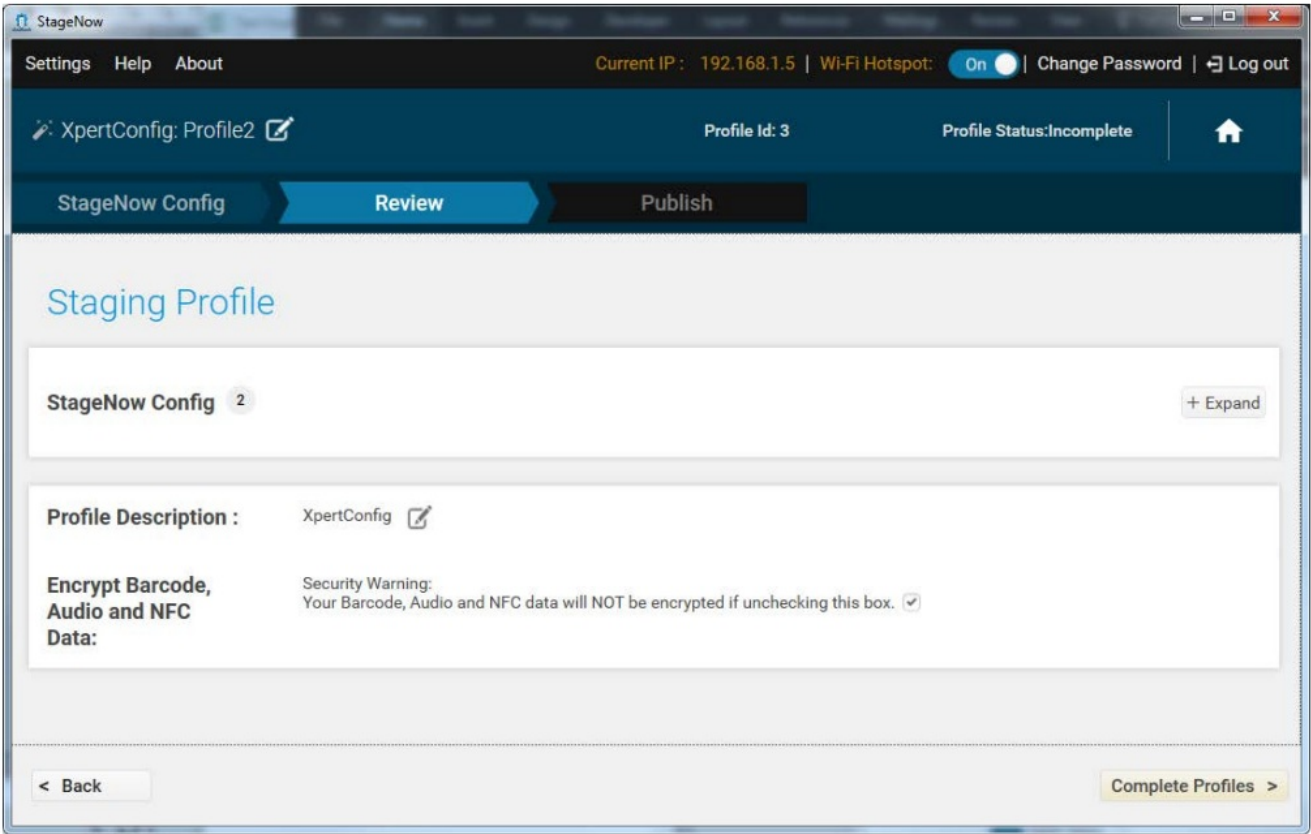 StageNow
Settings Help About Current IP : 192.168.1.5 | Wi-Fi Hotspot: On | Change Password | Log out
XpertConfig: Profile2 Profile Id: 3 Profile Status:Incomplete
StageNow Config Review Publish
Staging Profile
StageNow Config 2 + Expand
Profile Description : XpertConfig
Encrypt Barcode,
Audio and NFC
Data:
Security Warning:
Your Barcode, Audio and NFC data will NOT be encrypted if unchecking this box.
< Back Complete Profiles >